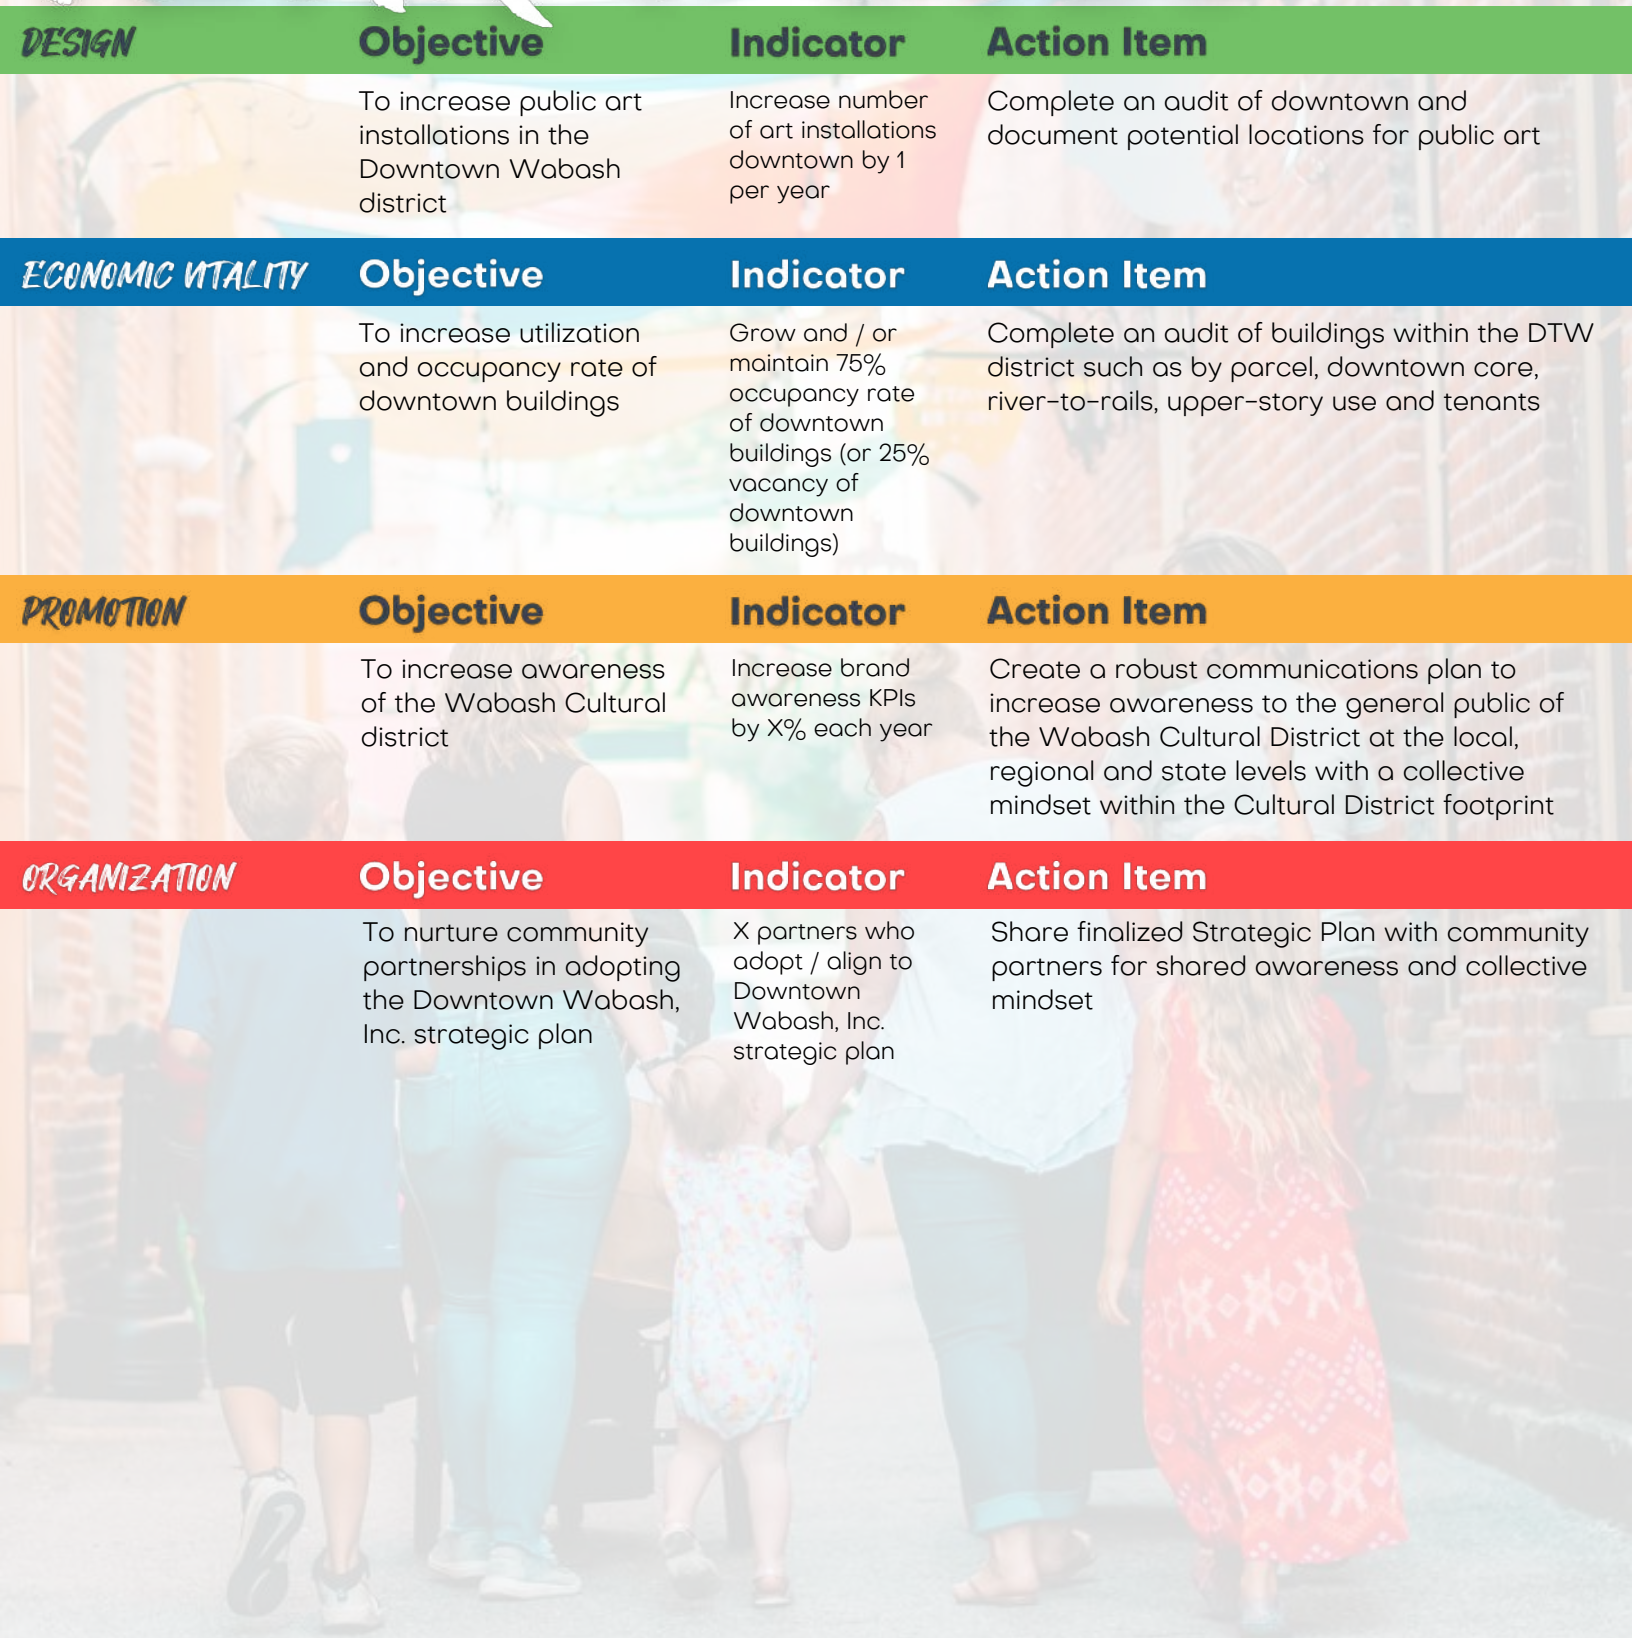 DESIGN Objective Indicator Action Item
To increase public art
installations in the
Downtown Wabash
district
Increase number
of art installations
downtown by 1
per year
Complete an audit of downtown and
document potential locations for public art
ECONOMIC VITALITY Objective Indicator Action Item
To increase utilization
and occupancy rate of
downtown buildings
Grow and / or
maintain 75%
occupancy rate
of downtown
buildings (or 25%
vacancy of
downtown
buildings)
Complete an audit of buildings within the DTW
district such as by parcel, downtown core,
river-to-rails, upper-story use and tenants
PROMOTION Objective Indicator Action Item
To increase awareness
of the Wabash Cultural
district
Increase brand
awareness KPIs
by X% each year
Create a robust communications plan to
increase awareness to the general public of
the Wabash Cultural District at the local,
regional and state levels with a collective
mindset within the Cultural District footprint
ORGANIZATION Objective Indicator Action Item
To nurture community
partnerships in adopting
the Downtown Wabash,
Inc. strategic plan
X partners who
adopt / align to
Downtown
Wabash, Inc.
strategic plan
Share finalized Strategic Plan with community
partners for shared awareness and collective
mindset